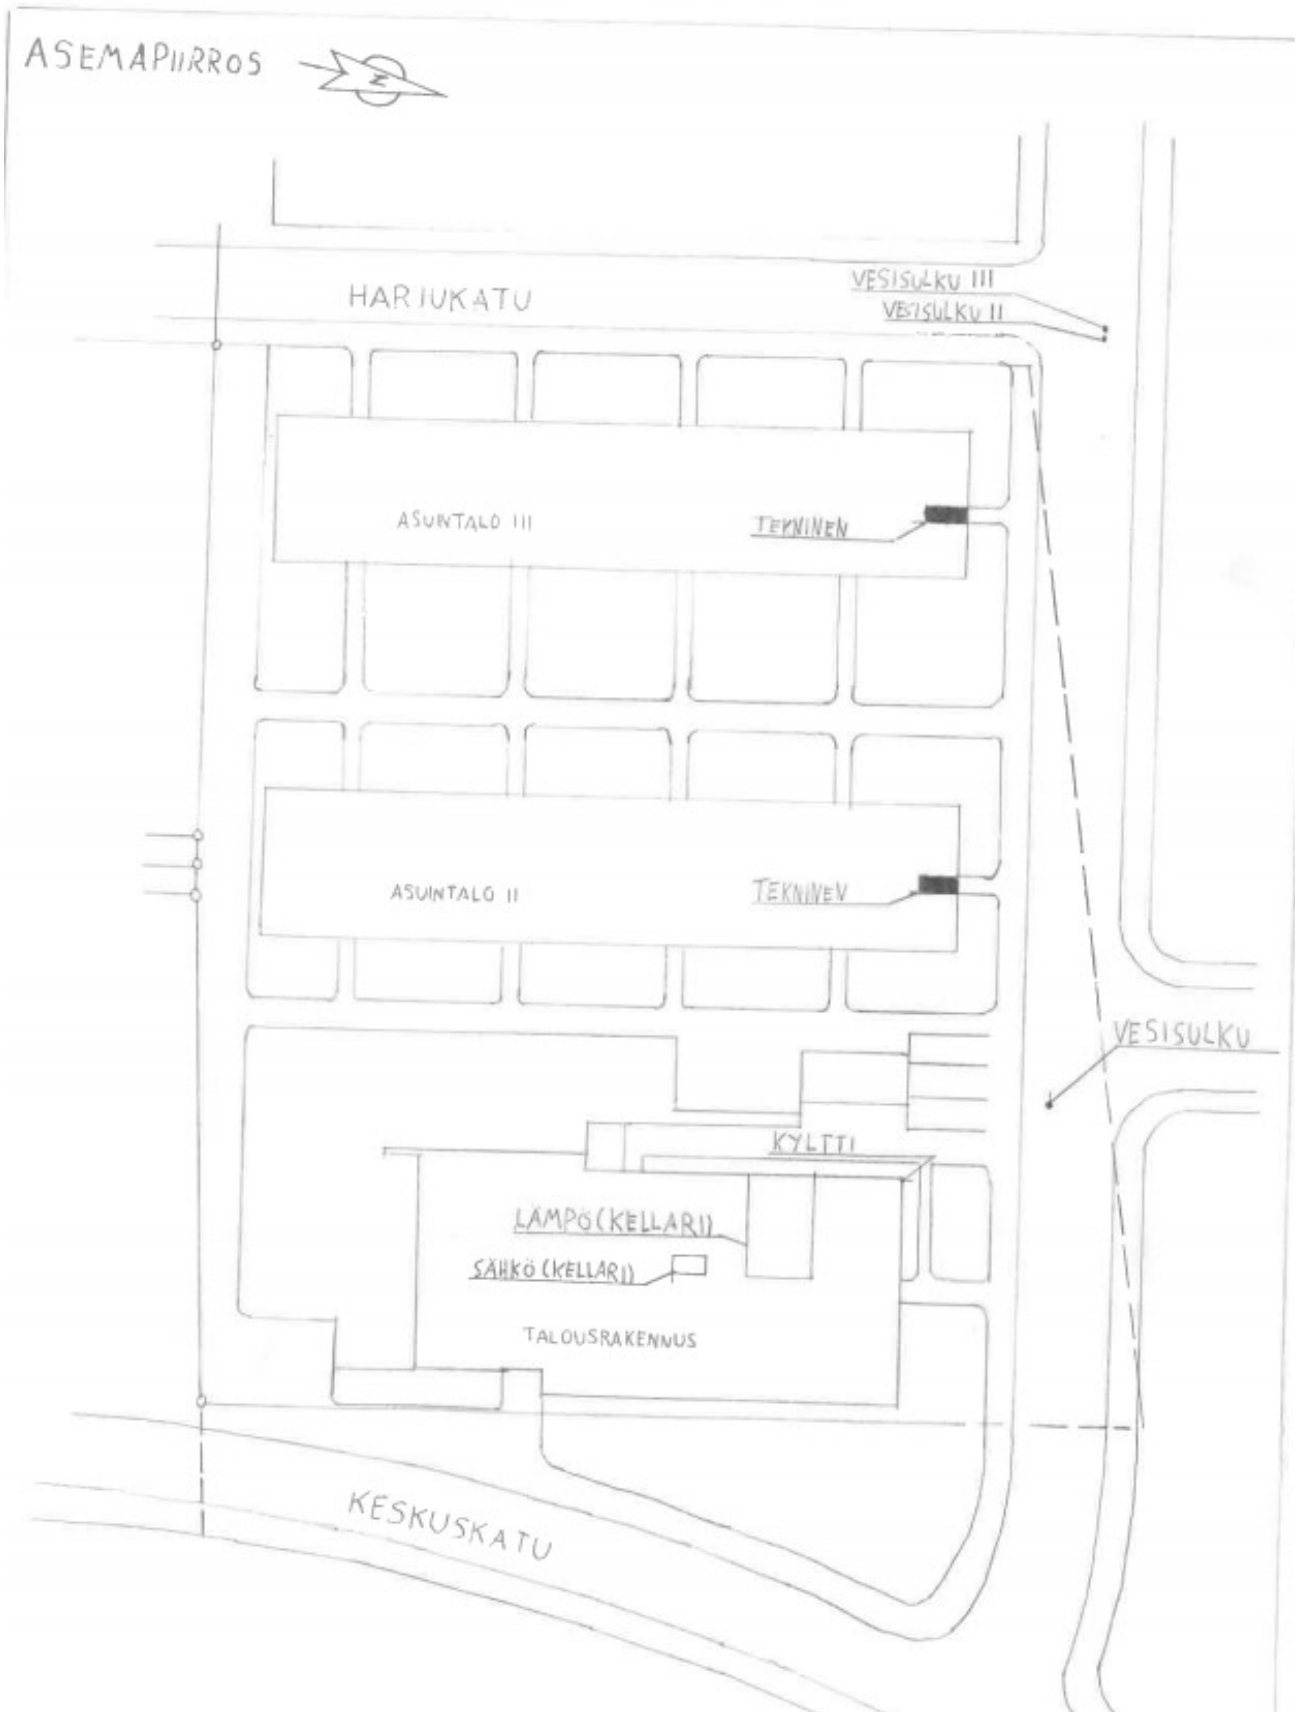 ASEMAPIIRROS
N
HARJUKATU
VESISULKU III
VESISULKU II
ASUINTALO III
TEKNINEN
ASUINTALO II
TEKNINEN
VESISULKU
KYLTTI
LÄMPÖ(KELLARI)
SÄHKÖ(KELLARI)
TALOUSRAKENNUS
KESKUSKATU